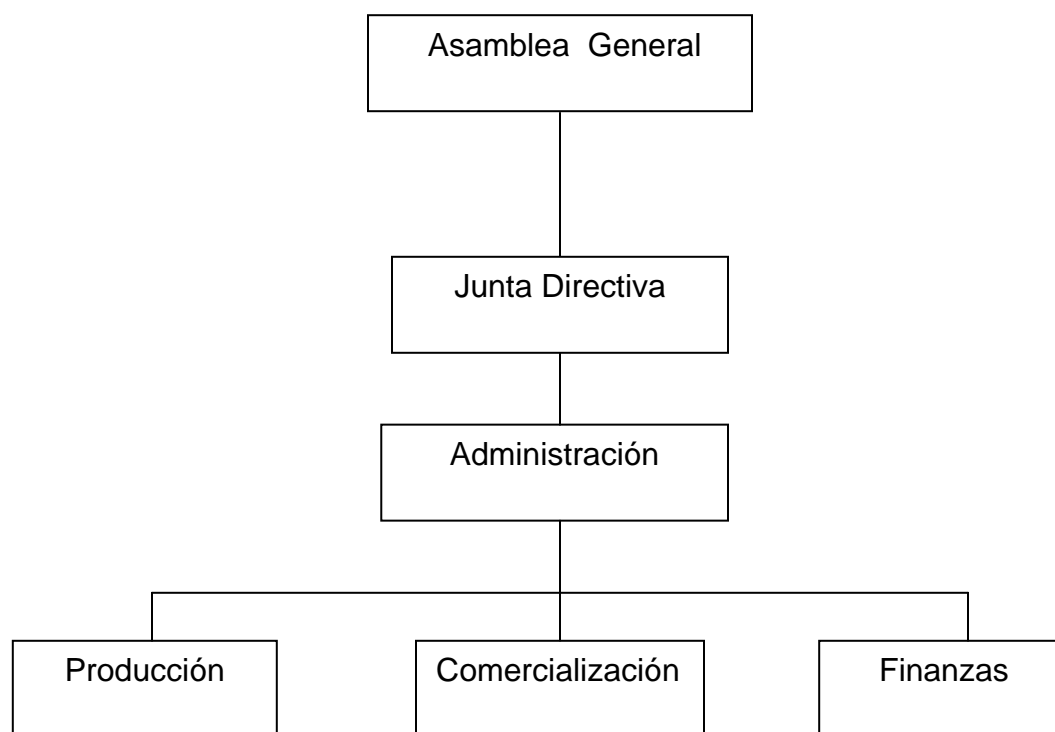 Asamblea  General
Junta Directiva
Administración
Producción
Comercialización
Finanzas